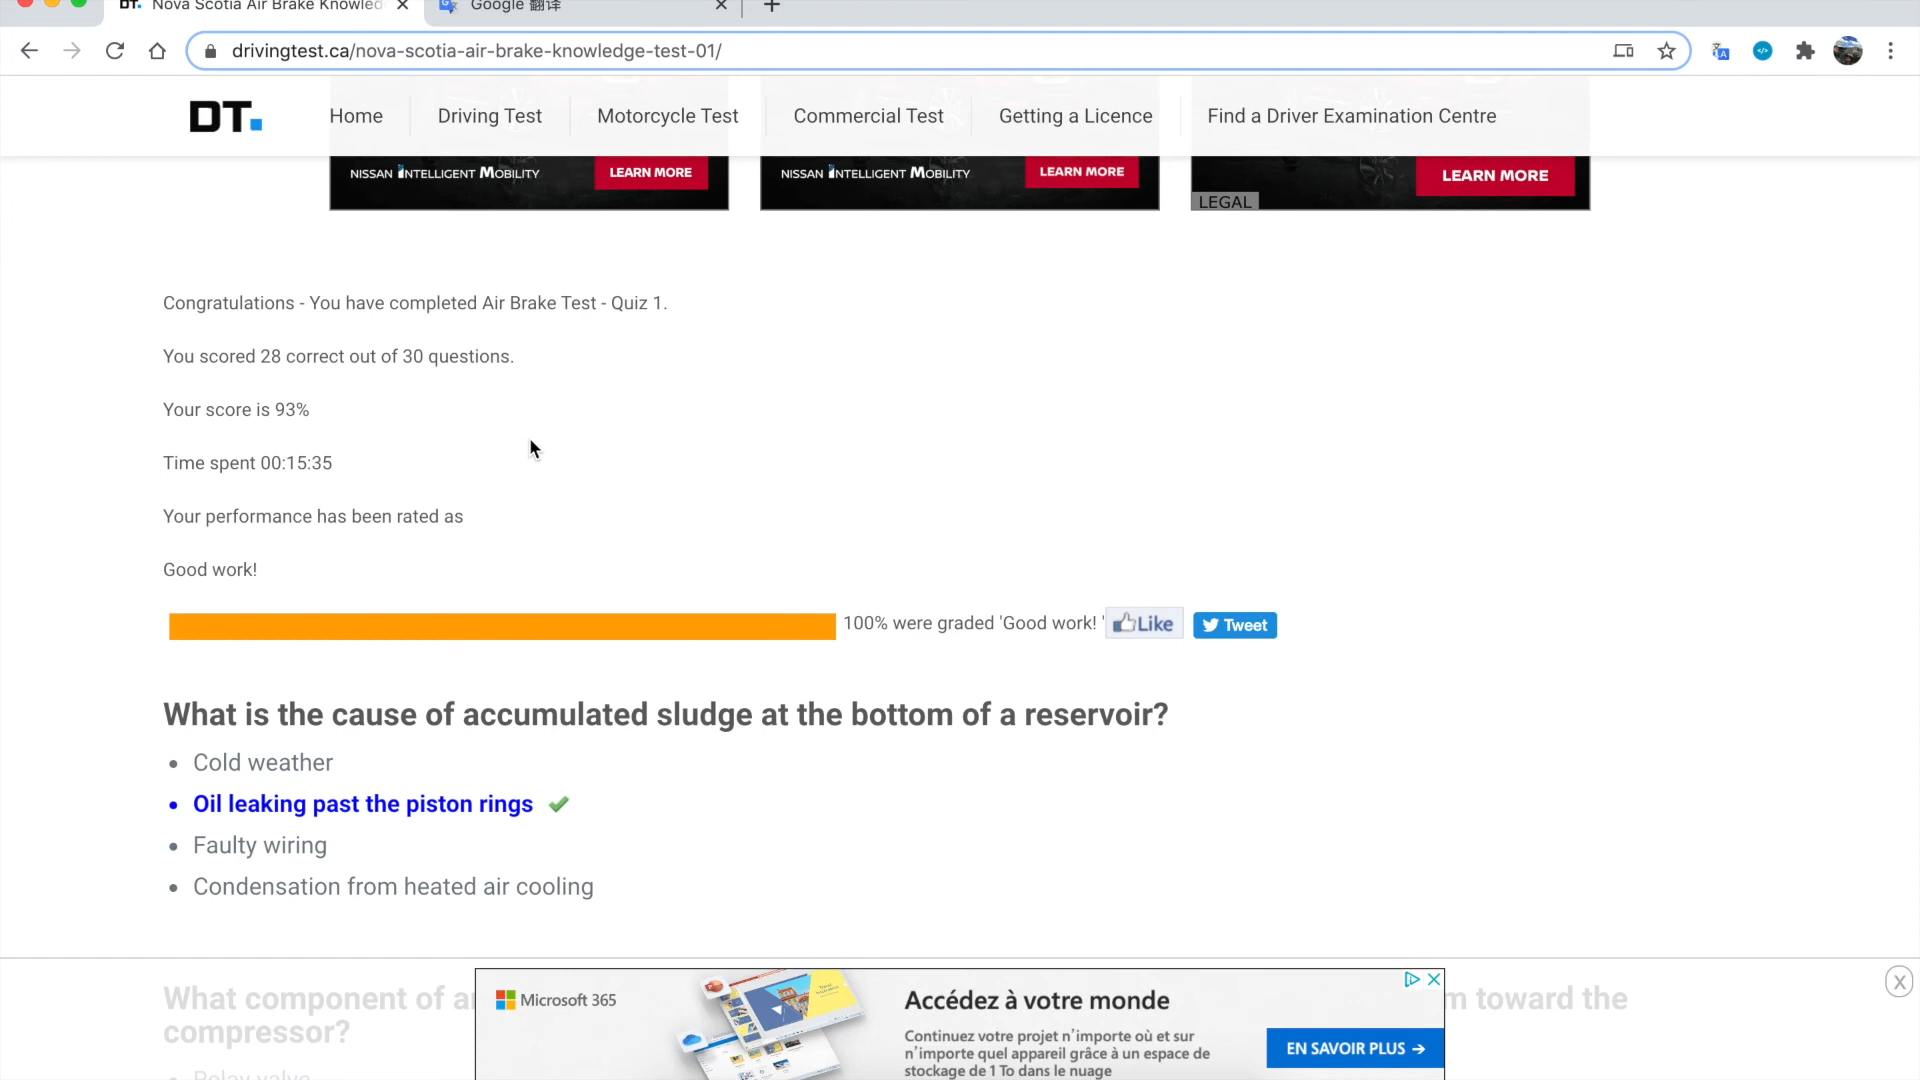 DT. Nova Scotia Air Brake Knowled
Google 翻译
drivingtest.ca/nova-scotia-air-brake-knowledge-test-01/
DT.
Home
Driving Test
Motorcycle Test
Commercial Test
Getting a Licence
Find a Driver Examination Centre
NISSAN INTELLIGENT MOBILITY LEARN MORE
NISSAN INTELLIGENT MOBILITY LEARN MORE
LEARN MORE
LEGAL
Congratulations - You have completed Air Brake Test - Quiz 1.
You scored 28 correct out of 30 questions.
Your score is 93%
Time spent 00:15:35
Your performance has been rated as
Good work!
100% were graded 'Good work! ' Like Tweet
What is the cause of accumulated sludge at the bottom of a reservoir?
• Cold weather
• Oil leaking past the piston rings
• Faulty wiring
• Condensation from heated air cooling
What component of
toward the
compressor?
• Relay valve
Microsoft 365
Accédez à votre monde
Continuez votre projet n'importe où et sur
n'importe quel appareil grâce à un espace de
stockage de 1 To dans le nuage
EN SAVOIR PLUS →
X